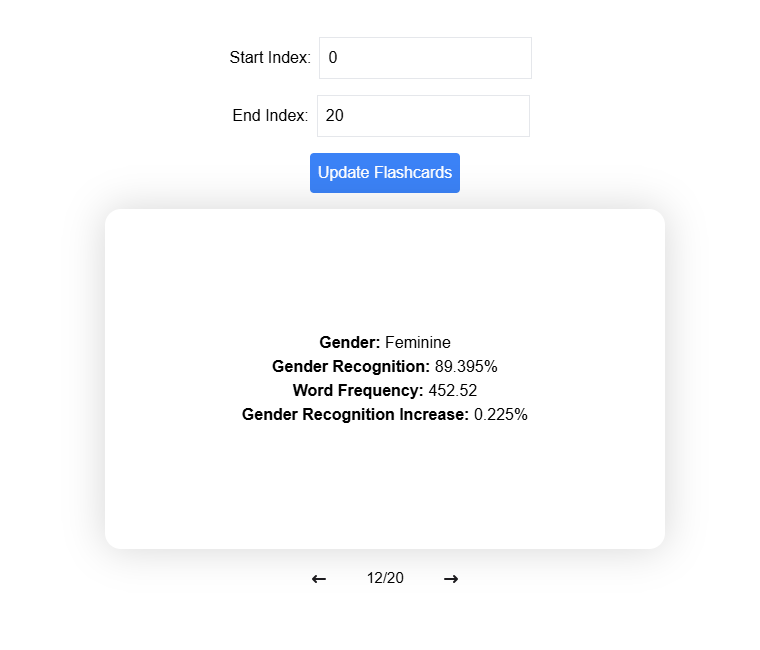 Start Index: 0
End Index: 20
Update Flashcards
Gender: Feminine
Gender Recognition: 89.395%
Word Frequency: 452.52
Gender Recognition Increase: 0.225%
← 12/20 →